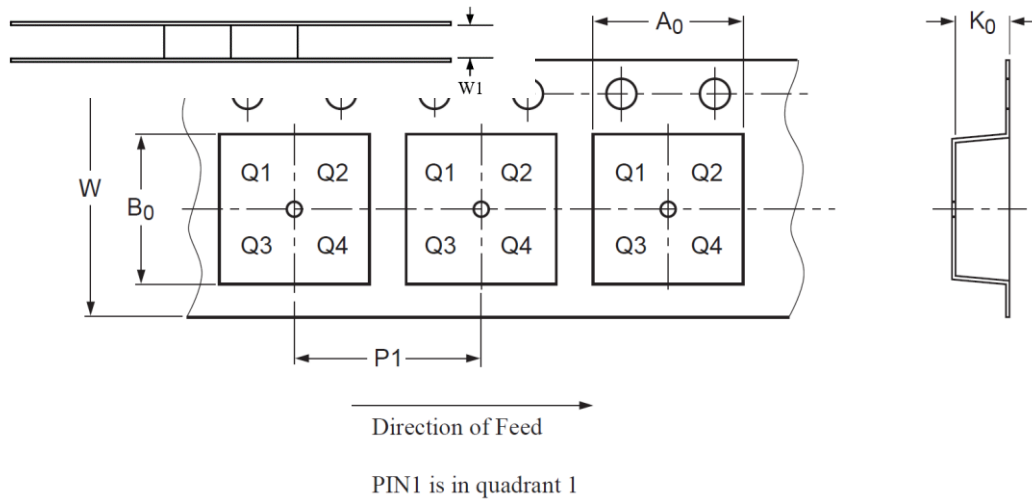 A0
K0
W1
Q1 Q2 Q1 Q2 Q1 Q2
W
B0
Q3 Q4 Q3 Q4 Q3 Q4
P1
Direction of Feed
PIN1 is in quadrant 1